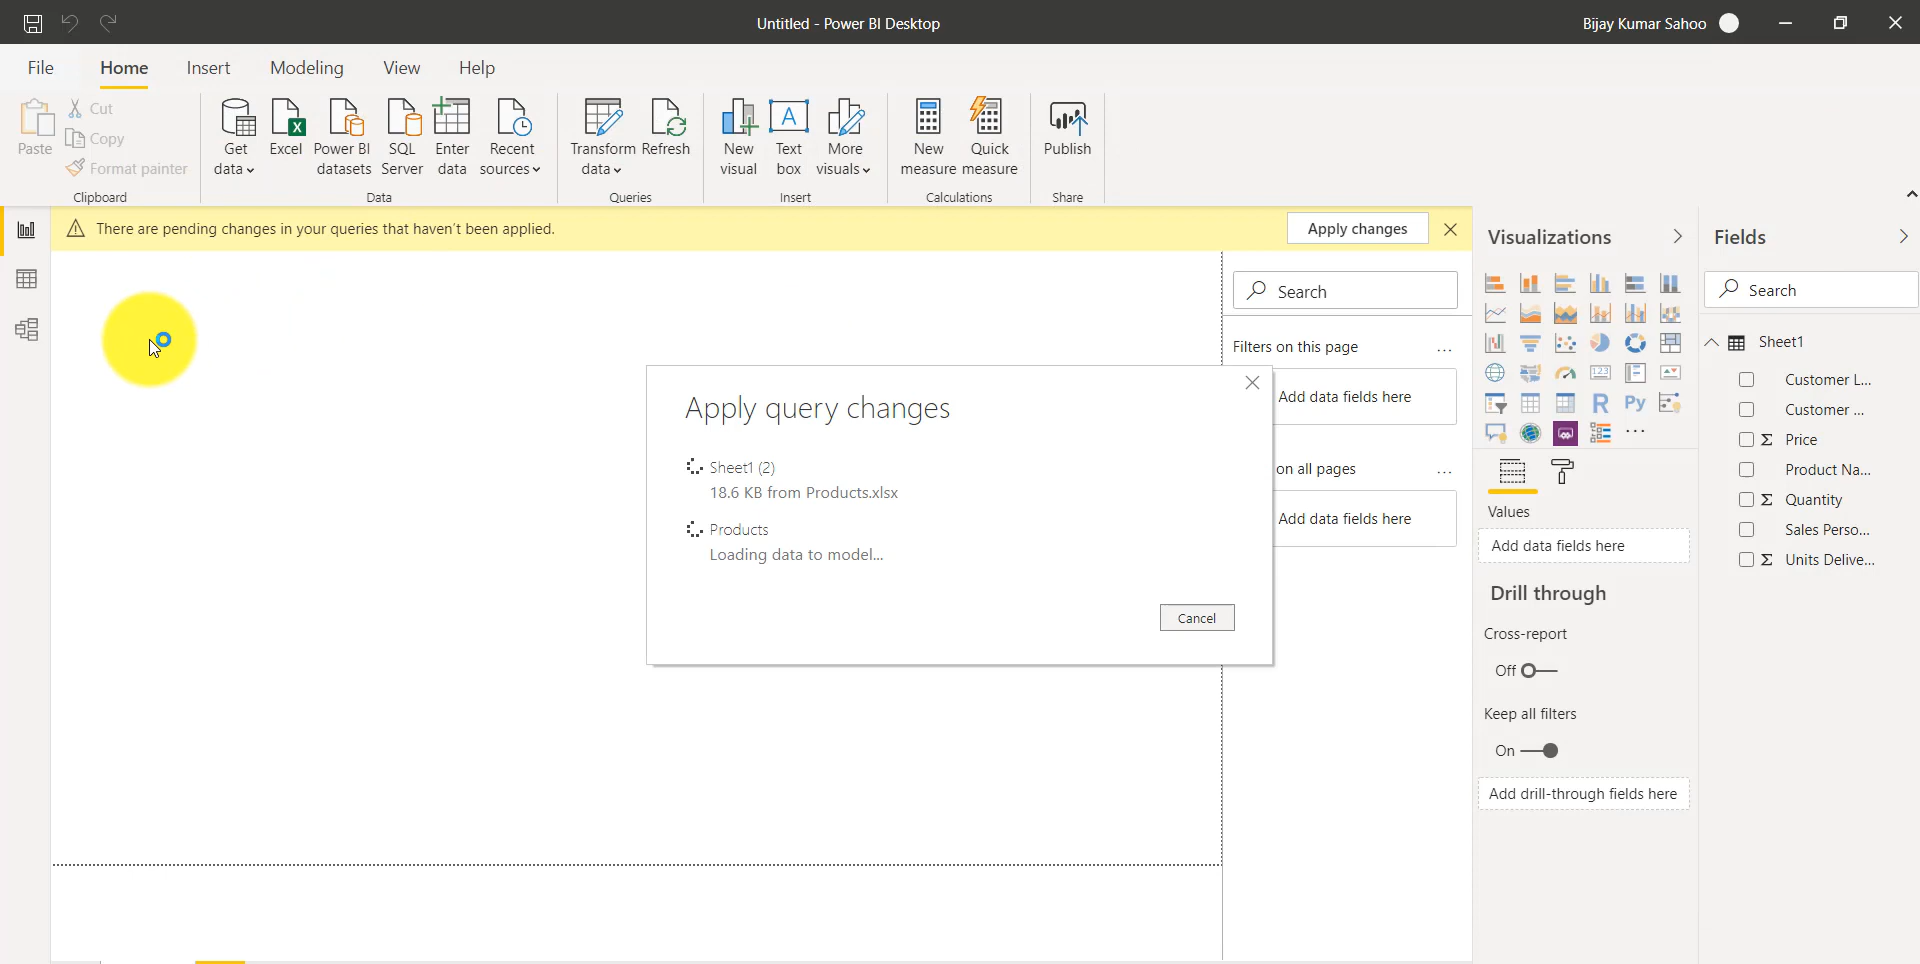 Untitled - Power BI Desktop
Bijay Kumar Sahoo
File Home Insert Modeling View Help
Paste
Cut
Copy
Format painter
Clipboard
Get data
Excel
Power BI datasets
SQL Server
Enter data
Recent sources
Data
Transform data
Refresh
Queries
New visual
Text box
More visuals
Insert
New measure
Quick measure
Calculations
Publish
Share
There are pending changes in your queries that haven't been applied.
Apply changes
Search
Filters on this page ...
Add data fields here
on all pages ...
Add data fields here
Apply query changes
Sheet1 (2)
18.6 KB from Products.xlsx
Products
Loading data to model...
Cancel
Visualizations
123
R
Py
...
Values
Add data fields here
Drill through
Cross-report
Off
Keep all filters
On
Add drill-through fields here
Fields
Search
Sheet1
Customer L...
Customer ...
Σ Price
Product Na...
Σ Quantity
Sales Perso...
Σ Units Delive...